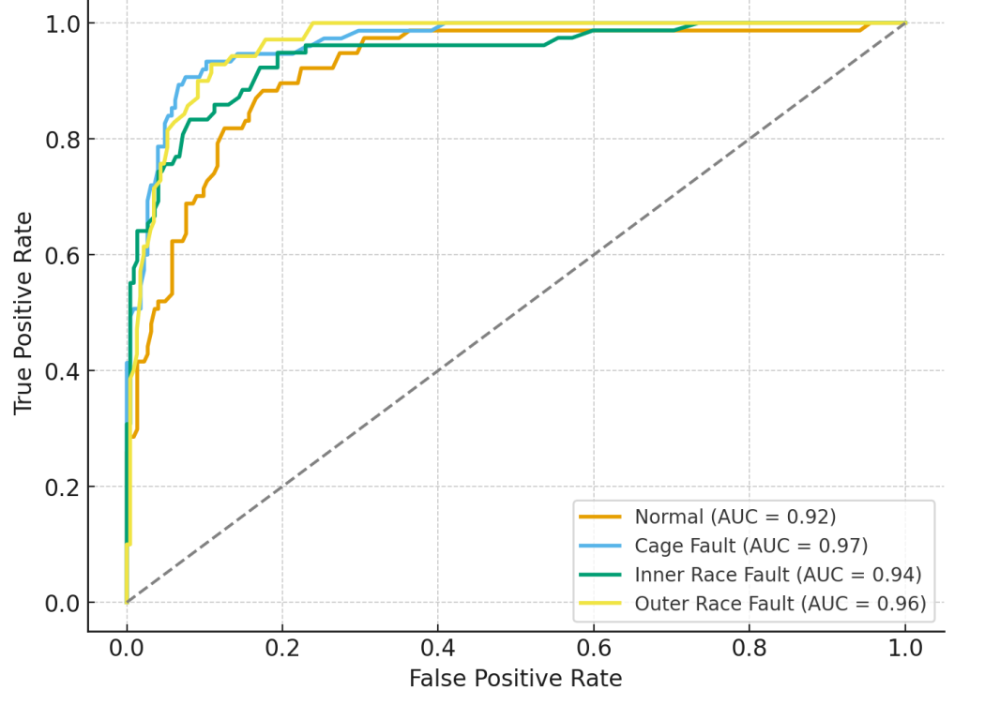 1.0
0.8
0.6
0.4
0.2
0.0
True Positive Rate
Normal (AUC = 0.92)
Cage Fault (AUC = 0.97)
Inner Race Fault (AUC = 0.94)
Outer Race Fault (AUC = 0.96)
0.0 0.2 0.4 0.6 0.8 1.0
False Positive Rate